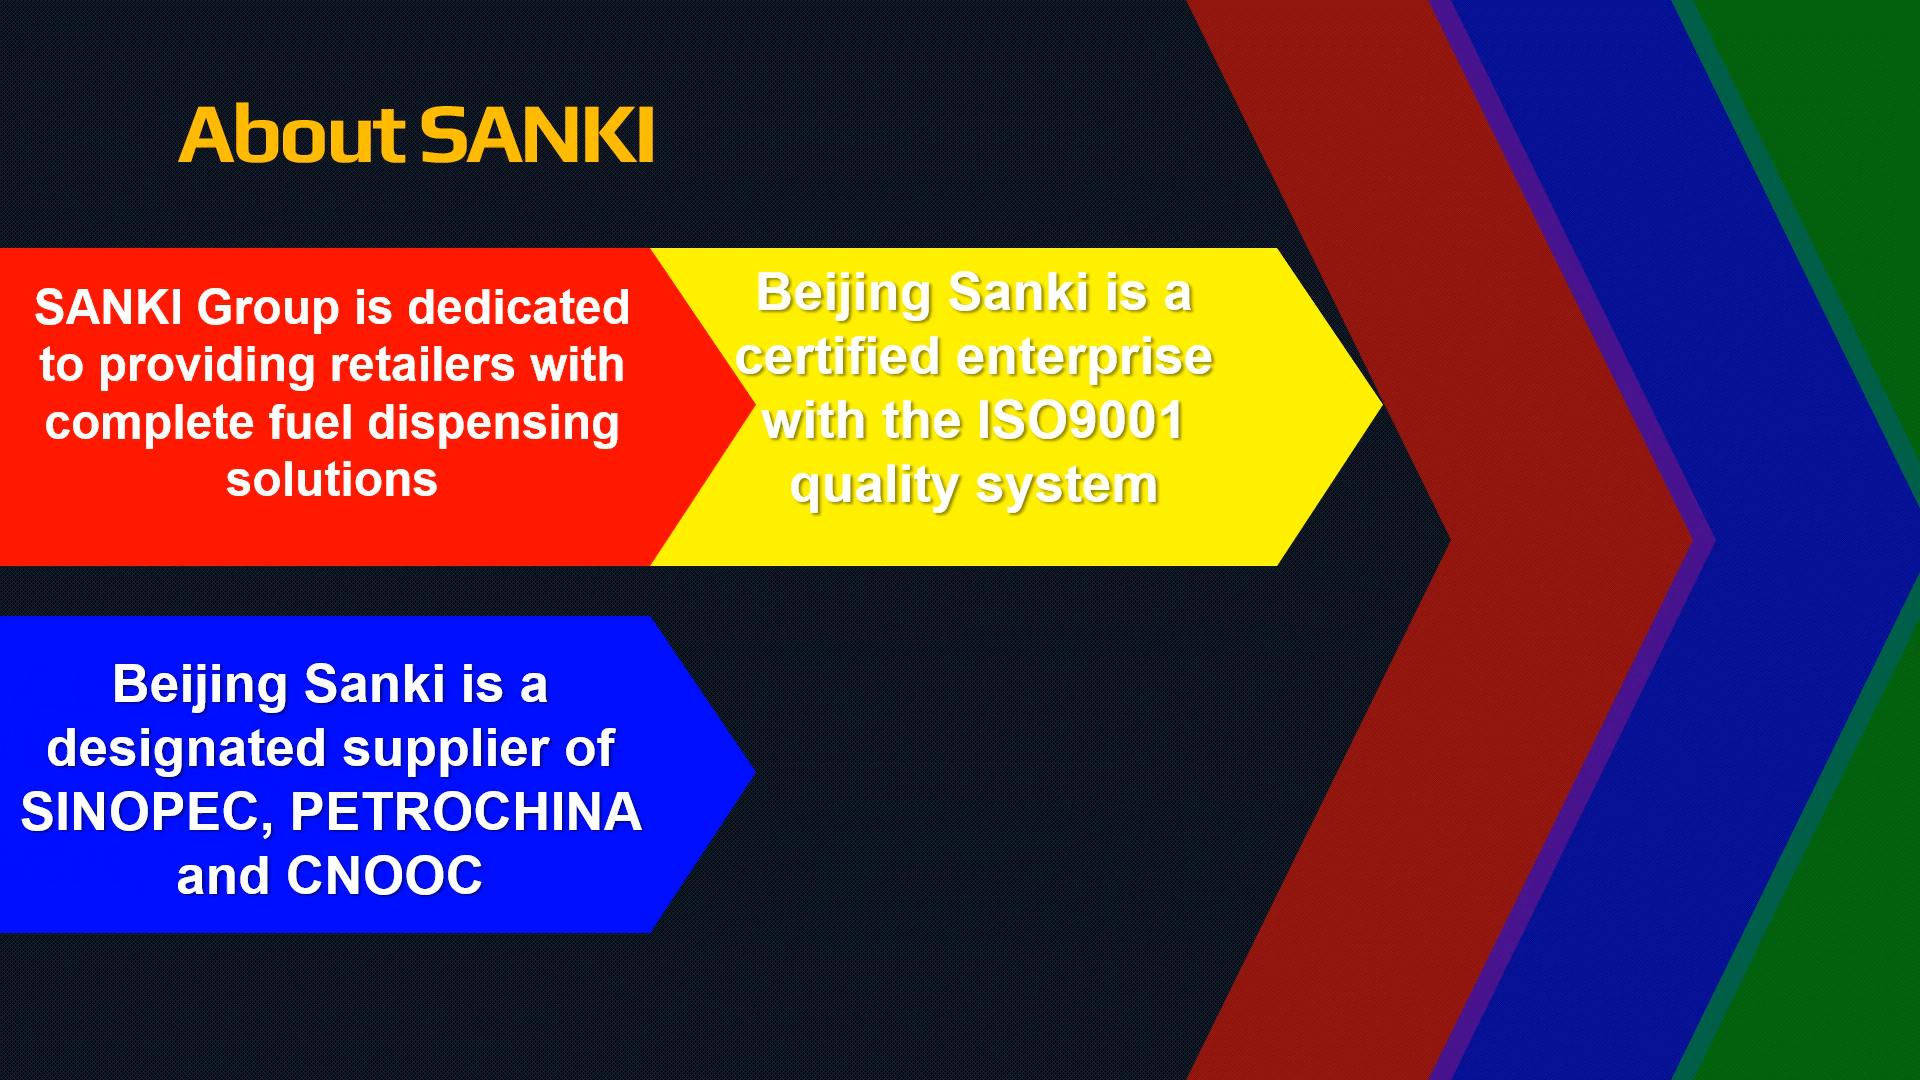 About SANKI
SANKI Group is dedicated
to providing retailers with
complete fuel dispensing
solutions
Beijing Sanki is a
certified enterprise
with the ISO9001
quality system
Beijing Sanki is a
designated supplier of
SINOPEC, PETROCHINA
and CNOOC